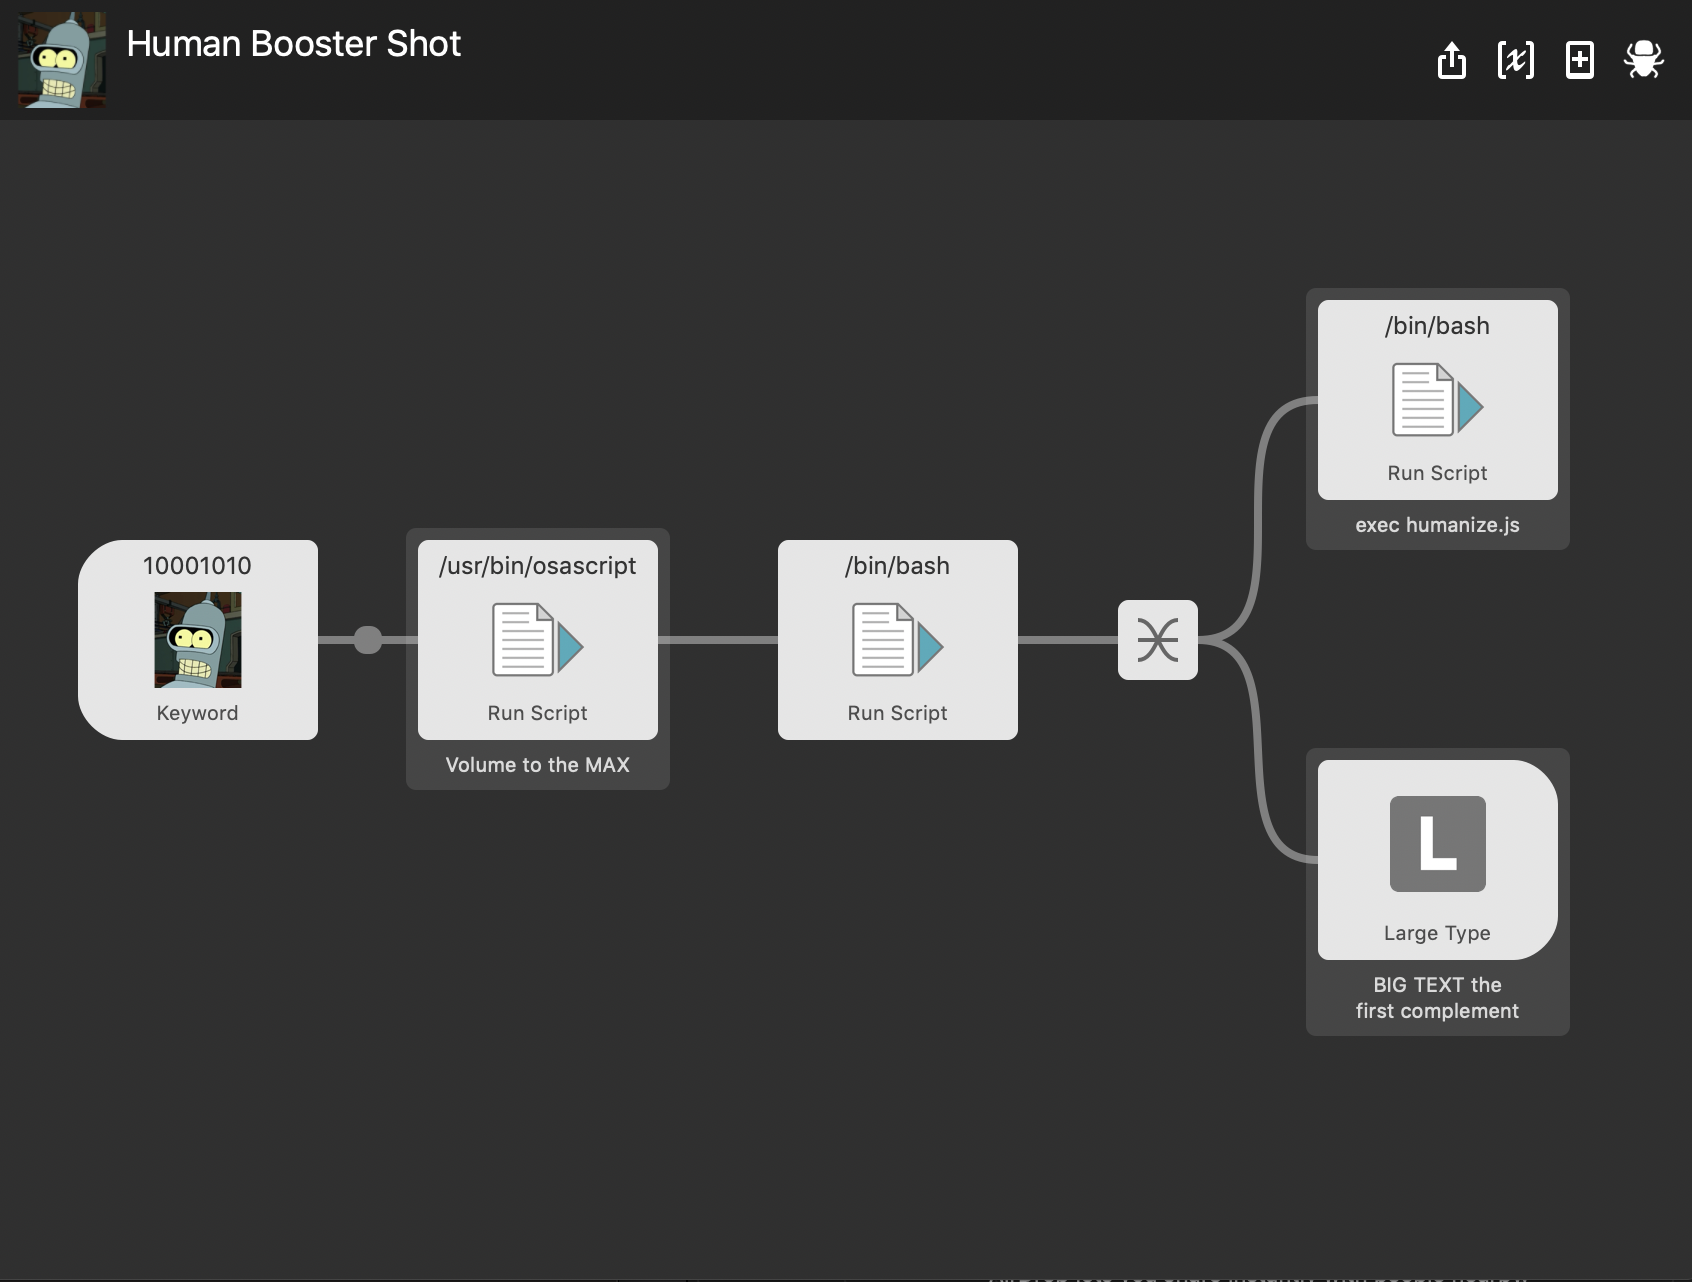 Human Booster Shot
10001010
Keyword
/usr/bin/osascript
Run Script
Volume to the MAX
/bin/bash
Run Script
/bin/bash
Run Script
exec humanize.js
L
Large Type
BIG TEXT the
first complement